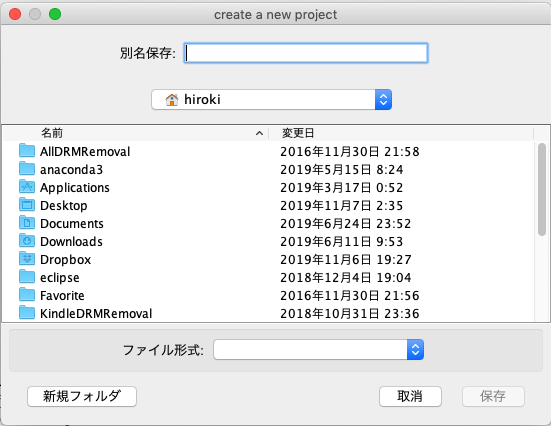 create a new project
別名保存:
hiroki
名前 変更日
AllDRMRemoval 2016年11月30日 21:58
anaconda3 2019年5月15日 8:24
Applications 2019年3月17日 0:52
Desktop 2019年11月7日 2:35
Documents 2019年6月24日 23:52
Downloads 2019年6月11日 9:53
Dropbox 2019年11月6日 19:27
eclipse 2018年12月4日 19:04
Favorite 2016年11月30日 21:56
KindleDRMRemoval 2018年10月31日 23:36
ファイル形式:
新規フォルダ 取消 保存